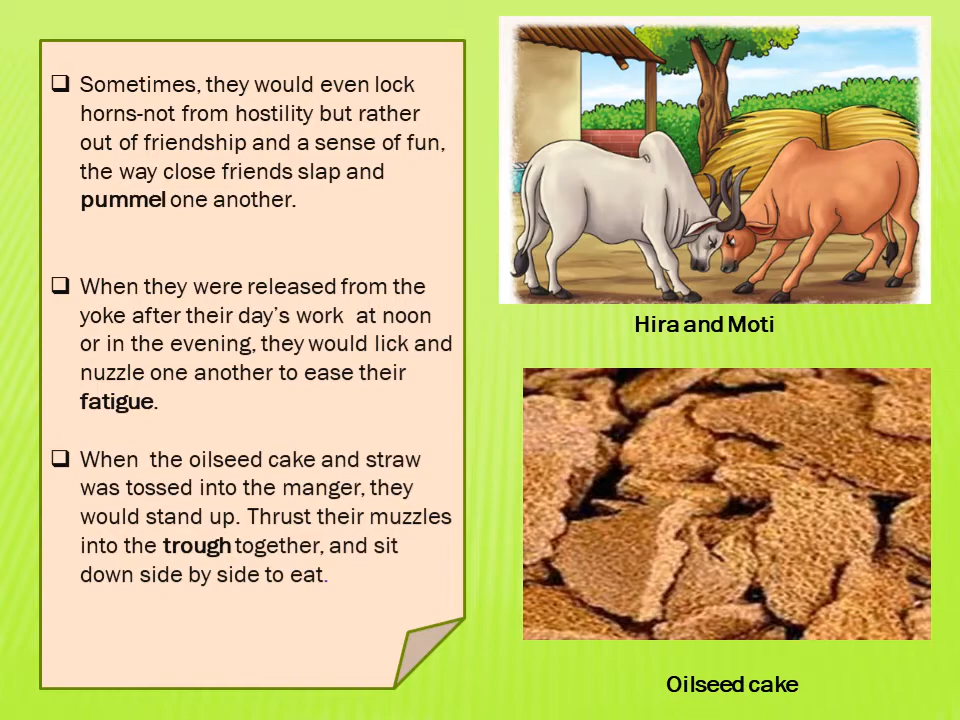 Sometimes, they would even lock
horns-not from hostility but rather
out of friendship and a sense of fun,
the way close friends slap and
pummel one another.
When they were released from the
yoke after their day’s work at noon
or in the evening, they would lick and
nuzzle one another to ease their
fatigue.
When the oilseed cake and straw
was tossed into the manger, they
would stand up. Thrust their muzzles
into the trough together, and sit
down side by side to eat.
Hira and Moti
Oilseed cake